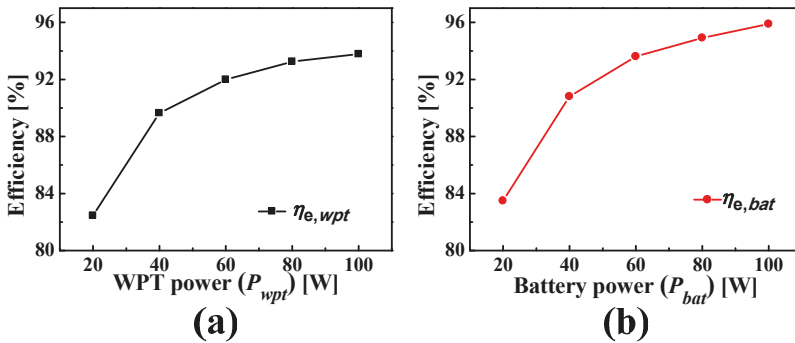 96
92
88
84
80
Efficiency [%]
ηe,wpt
20 40 60 80 100
WPT power (Pwpt) [W]
(a)
96
92
88
84
80
Efficiency [%]
ηe,bat
20 40 60 80 100
Battery power (Pbat) [W]
(b)